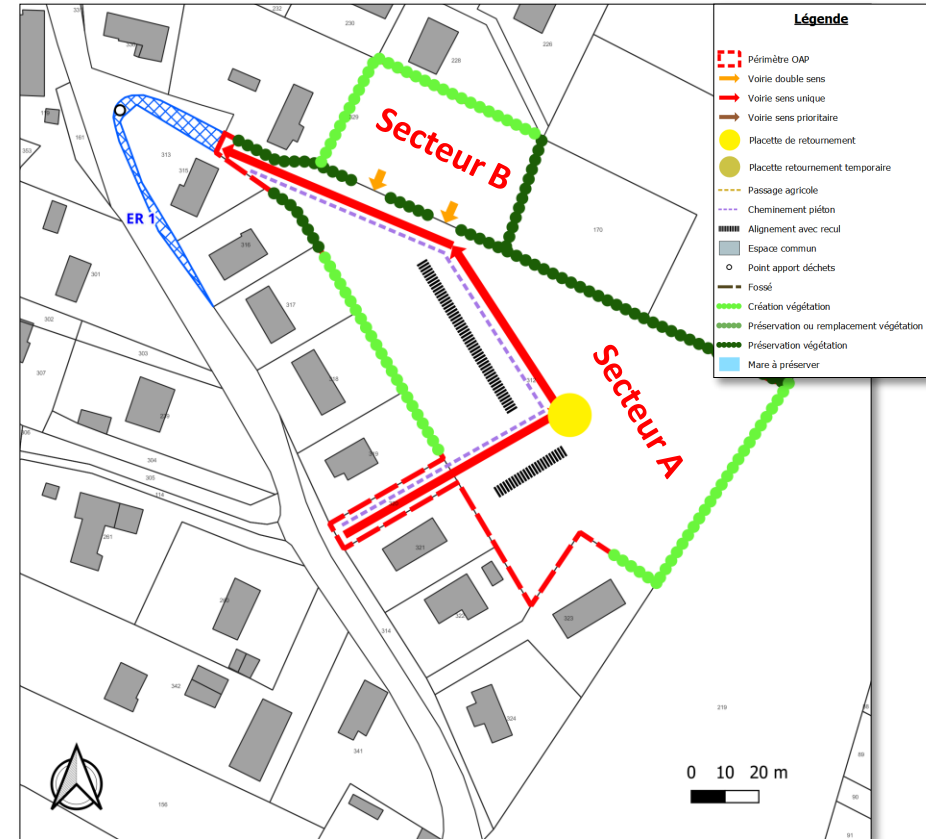 Légende
Périmètre OAP
Voirie double sens
Voirie sens unique
Voirie sens prioritaire
Placette de retournement
Placette retournement temporaire
Passage agricole
Cheminement piéton
Alignement avec recul
Espace commun
Point apport déchets
Fossé
Création végétation
Préservation ou remplacement végétation
Préservation végétation
Mare à préserver
Secteur B
Secteur A
ER 1
232
230
228
226
313
315
316
317
170
301
302
303
307
304
305
319
261
321
323
314
324
342
341
219
156
0 10 20 m